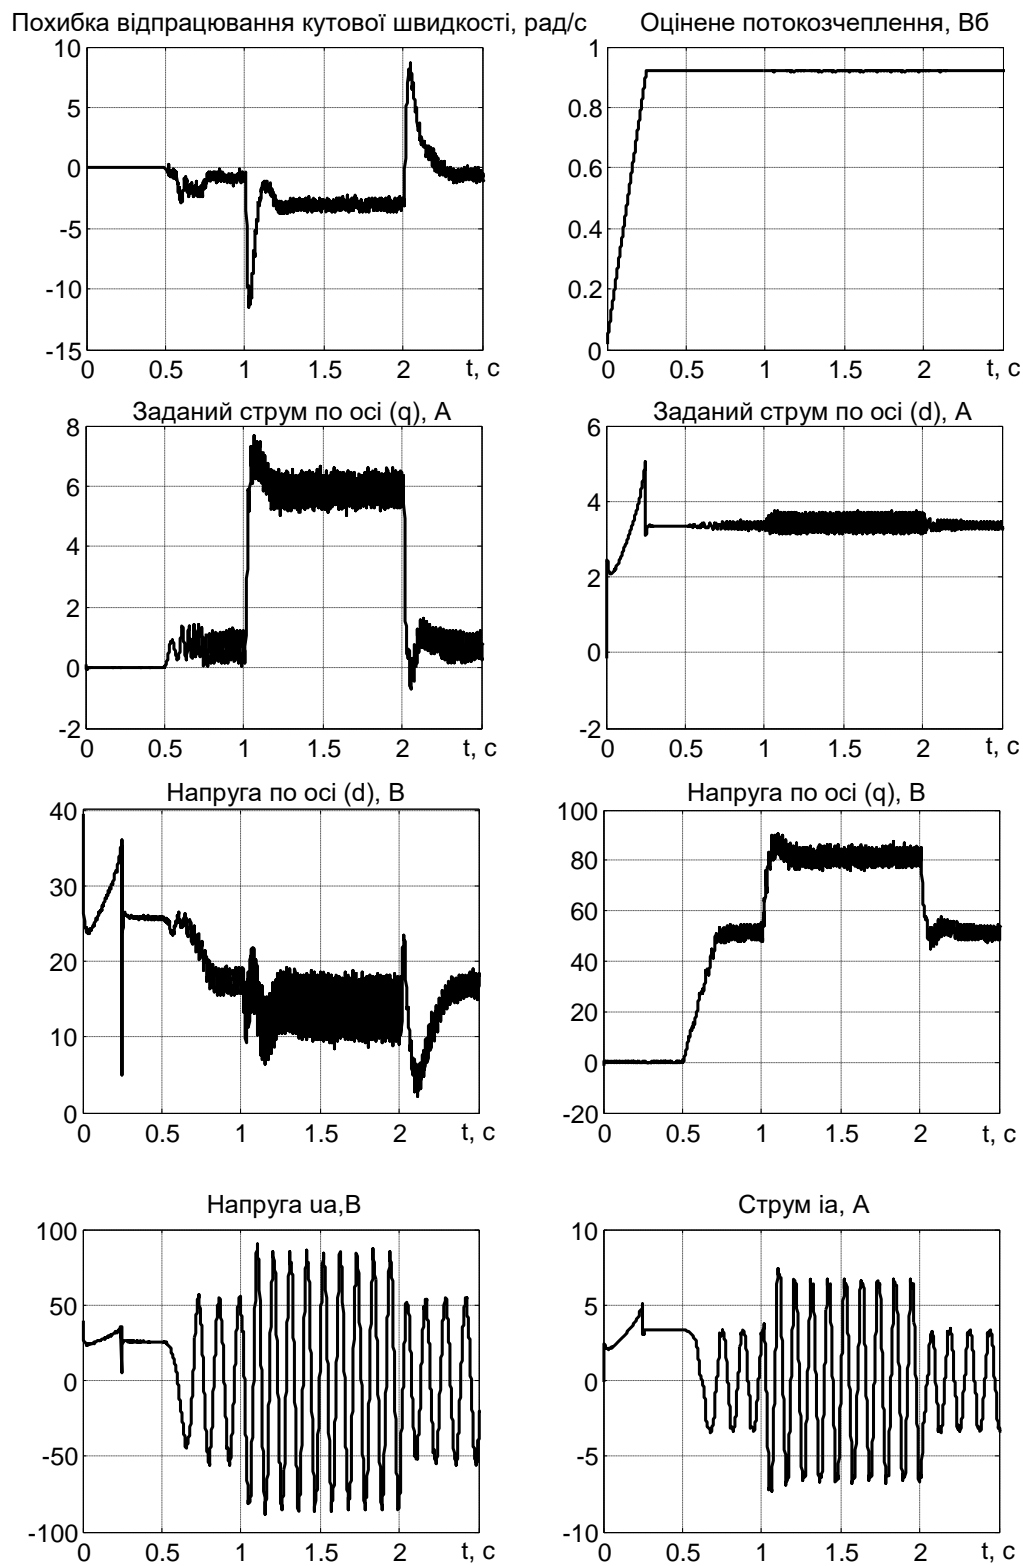 Похибка відпрацювання кутової швидкості, рад/с
10
5
0
-5
-10
-15
0 0.5 1 1.5 2 t, с
Оцінене потокозчеплення, Вб
1
0.8
0.6
0.4
0.2
0
0 0.5 1 1.5 2 t, с
Заданий струм по осі (q), А
8
6
4
2
0
-2
0 0.5 1 1.5 2 t, с
Заданий струм по осі (d), А
6
4
2
0
-2
0 0.5 1 1.5 2 t, с
Напруга по осі (d), В
40
30
20
10
0
0 0.5 1 1.5 2 t, с
Напруга по осі (q), В
100
80
60
40
20
0
-20
0 0.5 1 1.5 2 t, с
Напруга ua,В
100
50
0
-50
-100
0 0.5 1 1.5 2 t, с
Струм ia, А
10
5
0
-5
-10
0 0.5 1 1.5 2 t, с